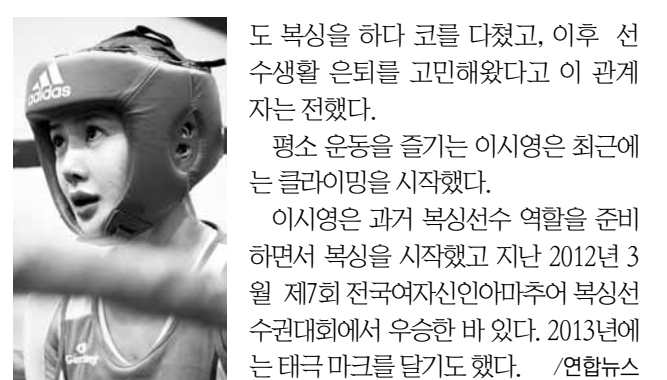 adidas
도 복싱을 하다 코를 다쳤고, 이후 선
수생활 은퇴를 고민해왔다고 이 관계
자는 전했다.
평소 운동을 즐기는 이시영은 최근에
는 클라이밍을 시작했다.
이시영은 과거 복싱선수 역할을 준비
하면서 복싱을 시작했고 지난 2012년 3
월 제7회 전국여자신인아마추어 복싱선
수권대회에서 우승한 바 있다. 2013년에
는 태극 마크를 달기도 했다. /연합뉴스